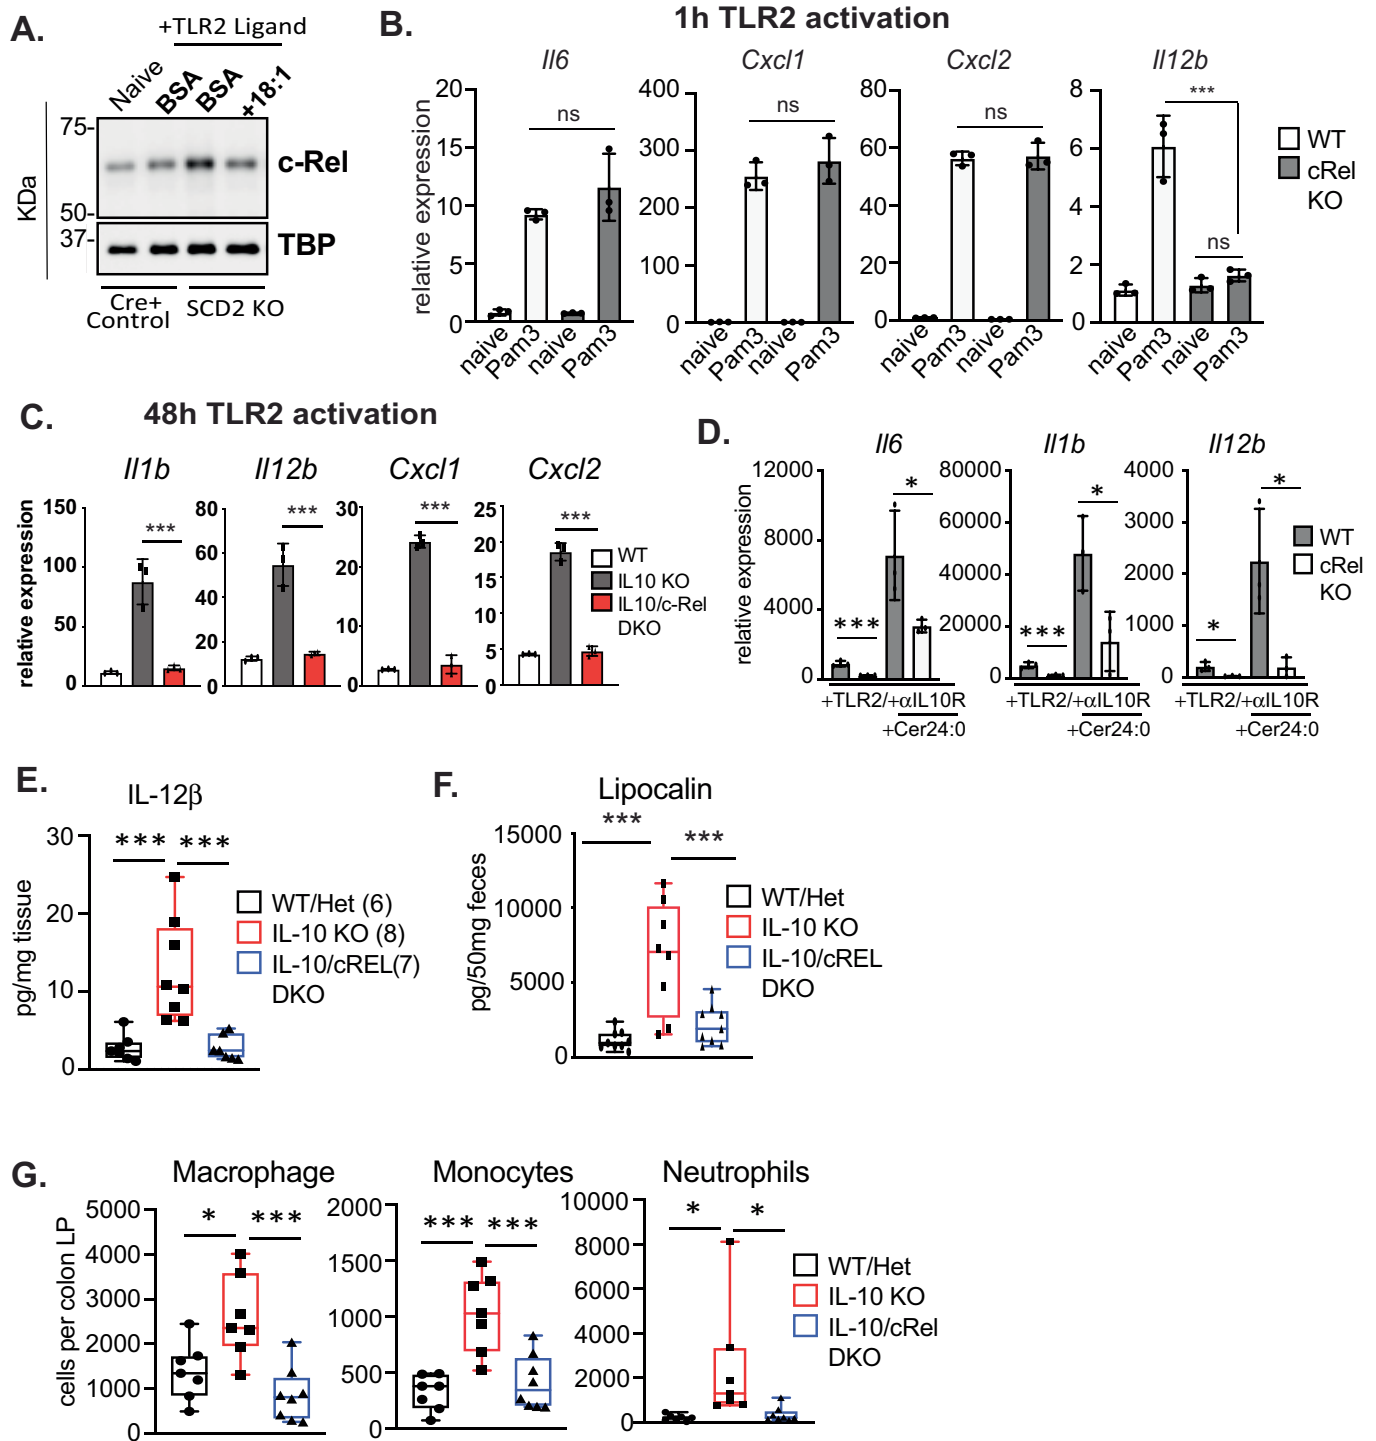 A.
+TLR2 Ligand
Naive
BSA
BSA
+18:1
KDa
75-
50-
37-
c-Rel
TBP
Cre+
Control
SCD2 KO
B.
1h TLR2 activation
Il6
Cxcl1
Cxcl2
Il12b
relative expression
20
15
10
5
0
ns
naive
Pam3
naive
Pam3
400
300
200
100
0
ns
naive
Pam3
naive
Pam3
80
60
40
20
0
ns
naive
Pam3
naive
Pam3
8
6
4
2
0
***
ns
naive
Pam3
naive
Pam3
WT
cRel
KO
C.
48h TLR2 activation
Il1b
Il12b
Cxcl1
Cxcl2
relative expression
150
100
50
0
***
80
60
40
20
0
***
30
20
10
0
***
25
20
15
10
5
0
***
WT
IL10 KO
IL10/c-Rel
DKO
D.
Il6
Il1b
Il12b
relative expression
12000
8000
4000
0
***
*
+TLR2/+αIL10R
+Cer24:0
80000
60000
40000
20000
0
***
*
+TLR2/+αIL10R
+Cer24:0
4000
3000
2000
1000
0
*
*
+TLR2/+αIL10R
+Cer24:0
WT
cRel
KO
E.
IL-12β
pg/mg tissue
30
20
10
0
***
***
WT/Het (6)
IL-10 KO (8)
IL-10/cREL(7)
DKO
F.
Lipocalin
pg/50mg feces
15000
10000
5000
0
***
***
WT/Het
IL-10 KO
IL-10/cREL
DKO
G.
Macrophage
Monocytes
Neutrophils
cells per colon LP
5000
4000
3000
2000
1000
0
*
***
2000
1500
1000
500
0
***
***
10000
8000
6000
4000
2000
0
*
*
WT/Het
IL-10 KO
IL-10/cRel
DKO